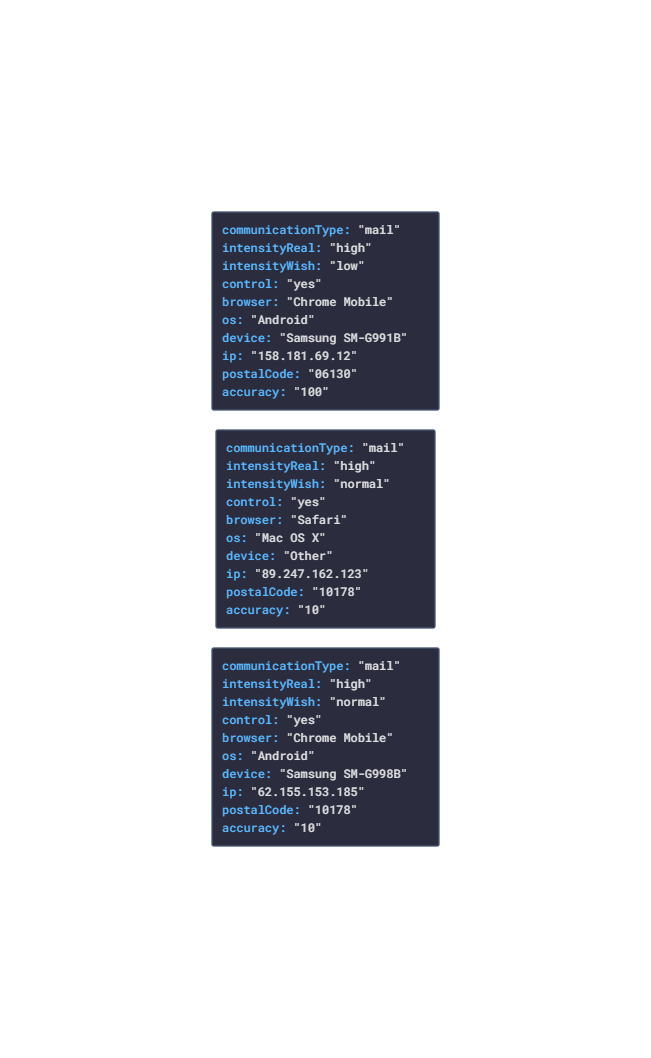 communicationType: "mail"
intensityReal: "high"
intensityWish: "low"
control: "yes"
browser: "Chrome Mobile"
os: "Android"
device: "Samsung SM-G991B"
ip: "158.181.69.12"
postalCode: "06130"
accuracy: "100"
communicationType: "mail"
intensityReal: "high"
intensityWish: "normal"
control: "yes"
browser: "Safari"
os: "Mac OS X"
device: "Other"
ip: "89.247.162.123"
postalCode: "10178"
accuracy: "10"
communicationType: "mail"
intensityReal: "high"
intensityWish: "normal"
control: "yes"
browser: "Chrome Mobile"
os: "Android"
device: "Samsung SM-G998B"
ip: "62.155.153.185"
postalCode: "10178"
accuracy: "10"